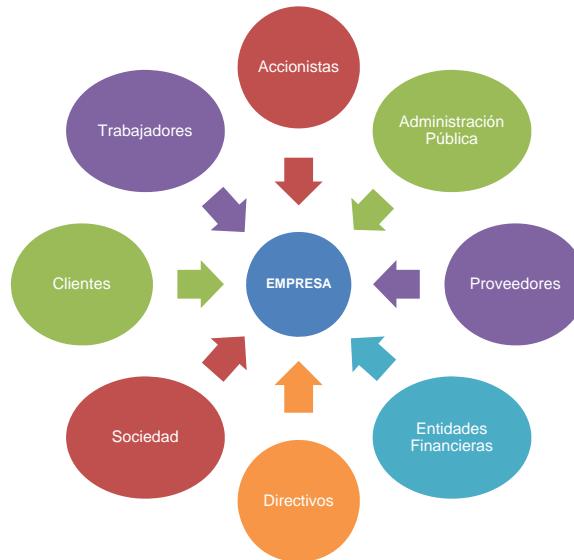 Accionistas
Administración
Pública
Proveedores
Entidades
Financieras
Directivos
Sociedad
Clientes
Trabajadores
EMPRESA